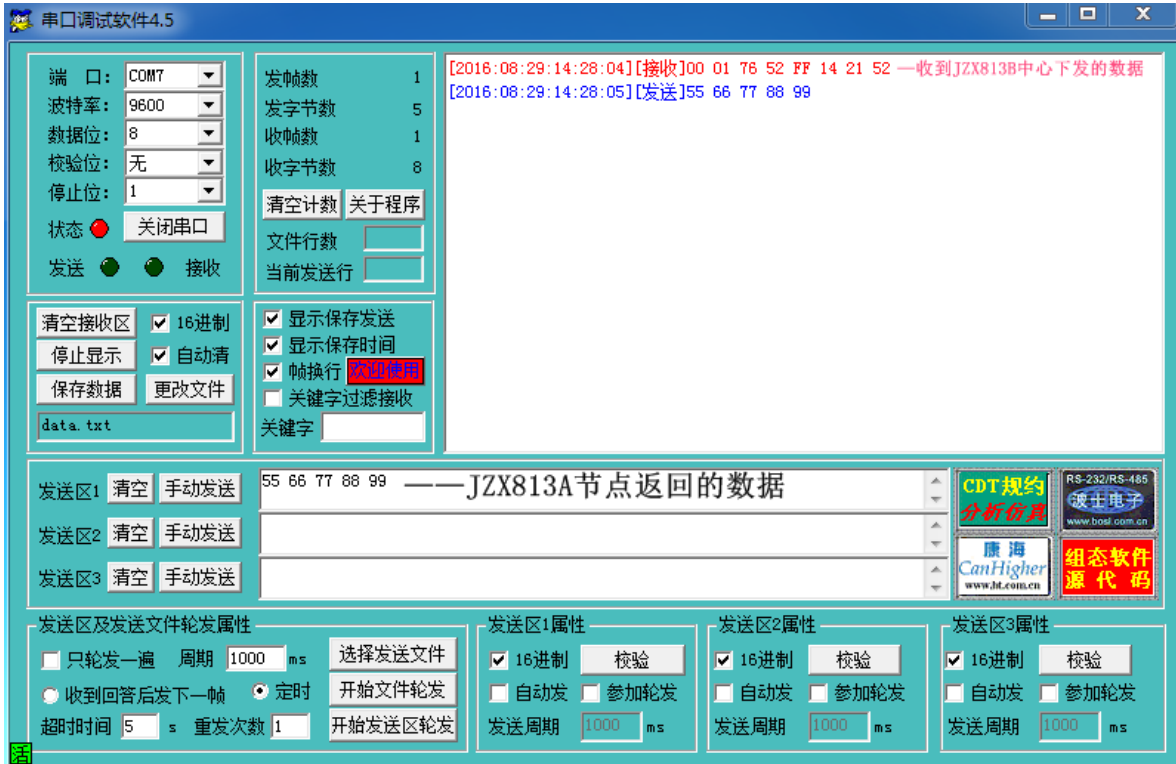 串口调试软件4.5
端 口: COM7
波特率: 9600
数据位: 8
校验位: 无
停止位: 1
状态 关闭串口
发送 接收
发帧数 1
发字节数 5
收帧数 1
收字节数 8
清空计数 关于程序
文件行数
当前发送行
[2016:08:29:14:28:04][接收]00 01 76 52 FF 14 21 52 —收到JZX813B中心下发的数据
[2016:08:29:14:28:05][发送]55 66 77 88 99
清空接收区 16进制
停止显示 自动清
保存数据 更改文件
data.txt
显示保存发送
显示保存时间
帧换行 欢迎使用
关键字过滤接收
关键字
发送区1 清空 手动发送 55 66 77 88 99 ——JZX813A节点返回的数据
发送区2 清空 手动发送
发送区3 清空 手动发送
CDT规约
分析仿真
RS-232/RS-485
波士电子
www.bosi.com.cn
康海
CanHigher
www.ht.com.cn
组态软件
源代码
发送区及发送文件轮发属性
只轮发一遍 周期 1000 ms 选择发送文件
收到回答后发下一帧 定时 开始文件轮发
超时时间 5 s 重发次数 1 开始发送区轮发
发送区1属性
16进制 校验
自动发 参加轮发
发送周期 1000 ms
发送区2属性
16进制 校验
自动发 参加轮发
发送周期 1000 ms
发送区3属性
16进制 校验
自动发 参加轮发
发送周期 1000 ms
活